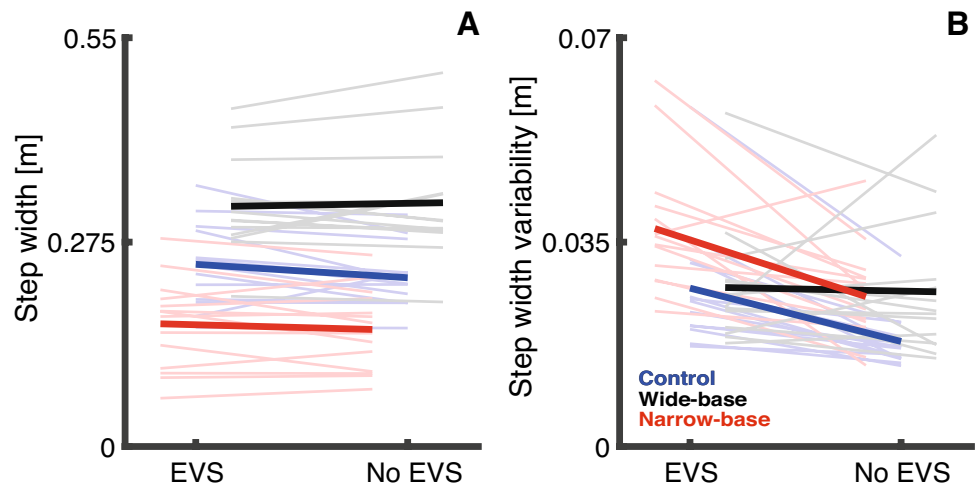 A
0.55
0.275
0
Step width [m]
EVS
No EVS
B
0.07
0.035
0
Step width variability [m]
Control
Wide-base
Narrow-base
EVS
No EVS